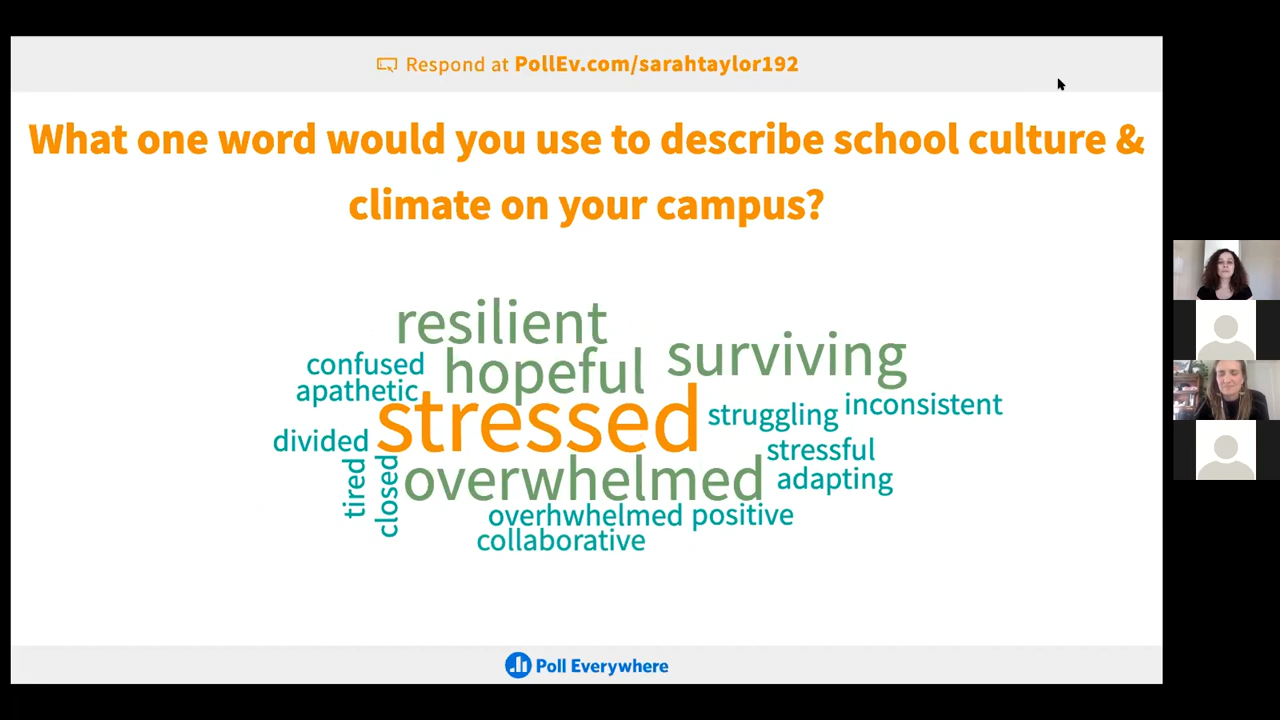 Respond at PollEv.com/sarahtaylor192
What one word would you use to describe school culture &
climate on your campus?
resilient
surviving
confused
hopeful
apathetic
stressed
struggling
inconsistent
divided
stressful
tired
closed
overwhelmed
adapting
overhwhelmed
positive
collaborative
Poll Everywhere